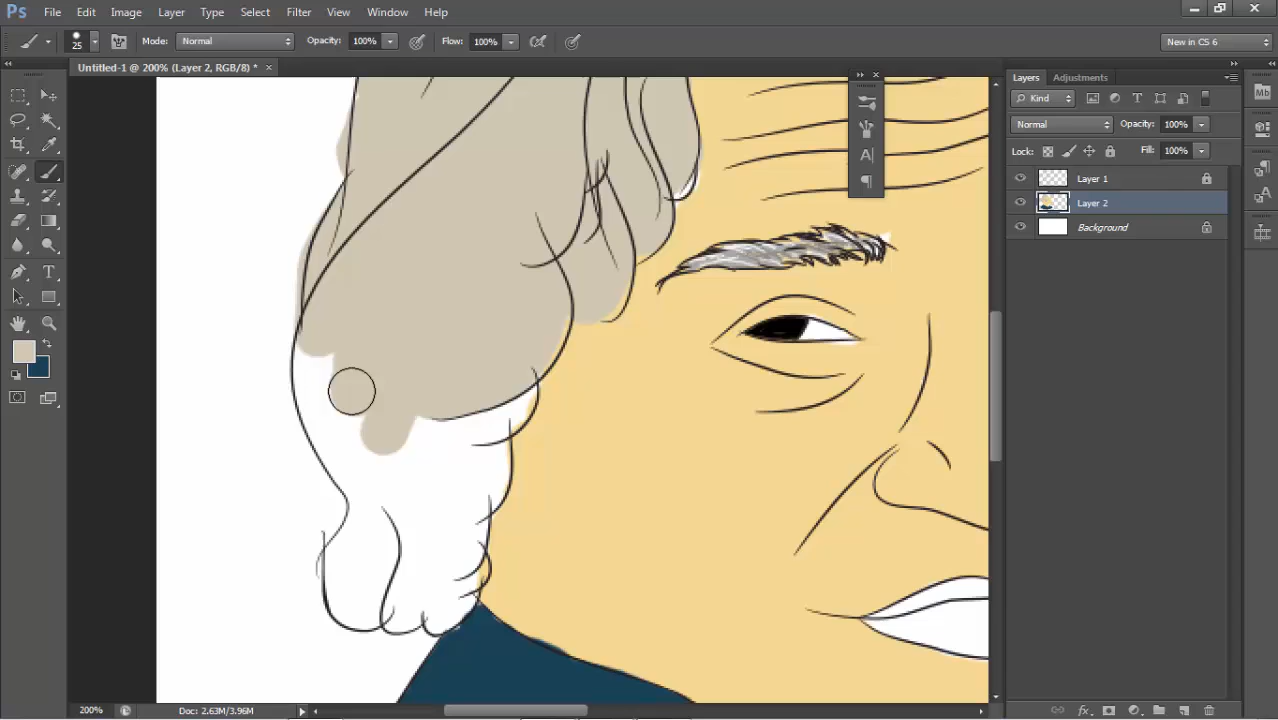 Ps File Edit Image Layer Type Select Filter View Window Help
25 Mode: Normal Opacity: 100% Flow: 100% New in CS 6
Untitled-1 @ 200% (Layer 2, RGB/8) * ×
Layers Adjustments
Kind
Normal Opacity: 100%
Lock: Fill: 100%
Layer 1
Layer 2
Background
Mb
200% Doc: 2.63M/3.96M